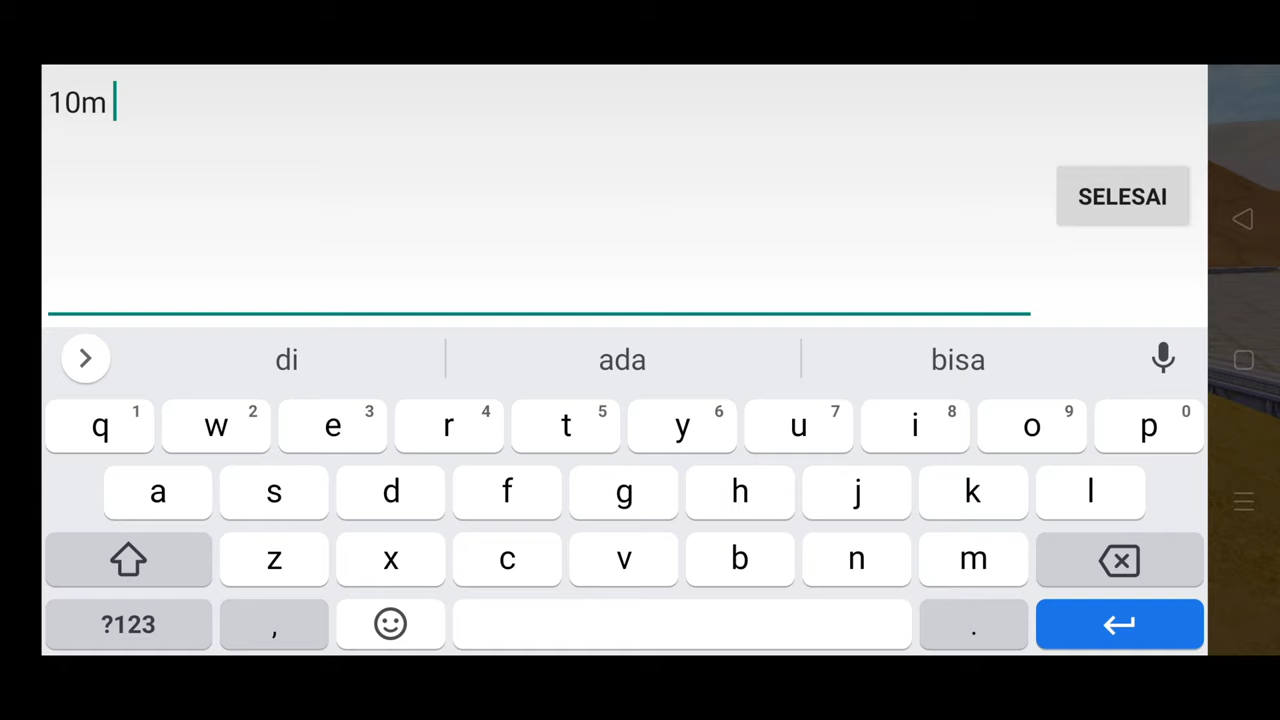 10m
SELESAI
di ada bisa
q 1 w 2 e 3 r 4 t 5 y 6 u 7 i 8 o 9 p 0
a s d f g h j k l
z x c v b n m
?123 , .